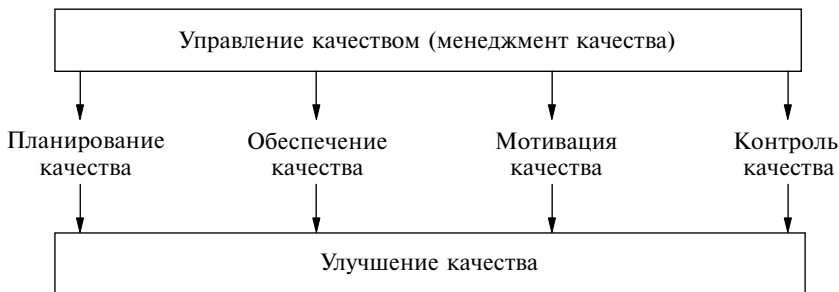 Управление качеством (менеджмент качества)
Планирование
качества
Обеспечение
качества
Мотивация
качества
Контроль
качества
Улучшение качества